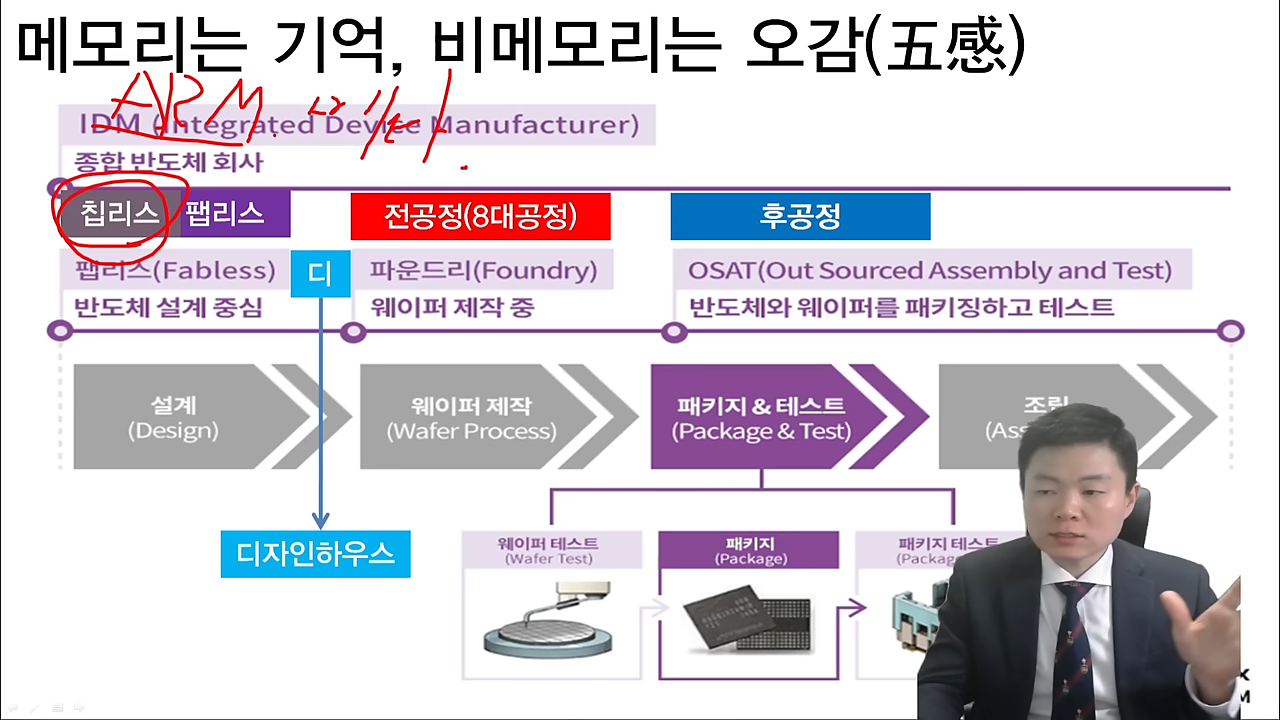 메모리는 기억, 비메모리는 오감(五感)
ARM
IDM (Integrated Device Manufacturer)
종합 반도체 회사
칩리스 팹리스 전공정(8대공정) 후공정
팹리스(Fabless) 디 파운드리(Foundry) OSAT(Out Sourced Assembly and Test)
반도체 설계 중심 웨이퍼 제작 중 반도체와 웨이퍼를 패키징하고 테스트
설계 웨이퍼 제작 패키지 & 테스트
(Design) (Wafer Process) (Package & Test)
디자인하우스
웨이퍼 테스트 패키지 패키지 테스트
(Wafer Test) (Package)